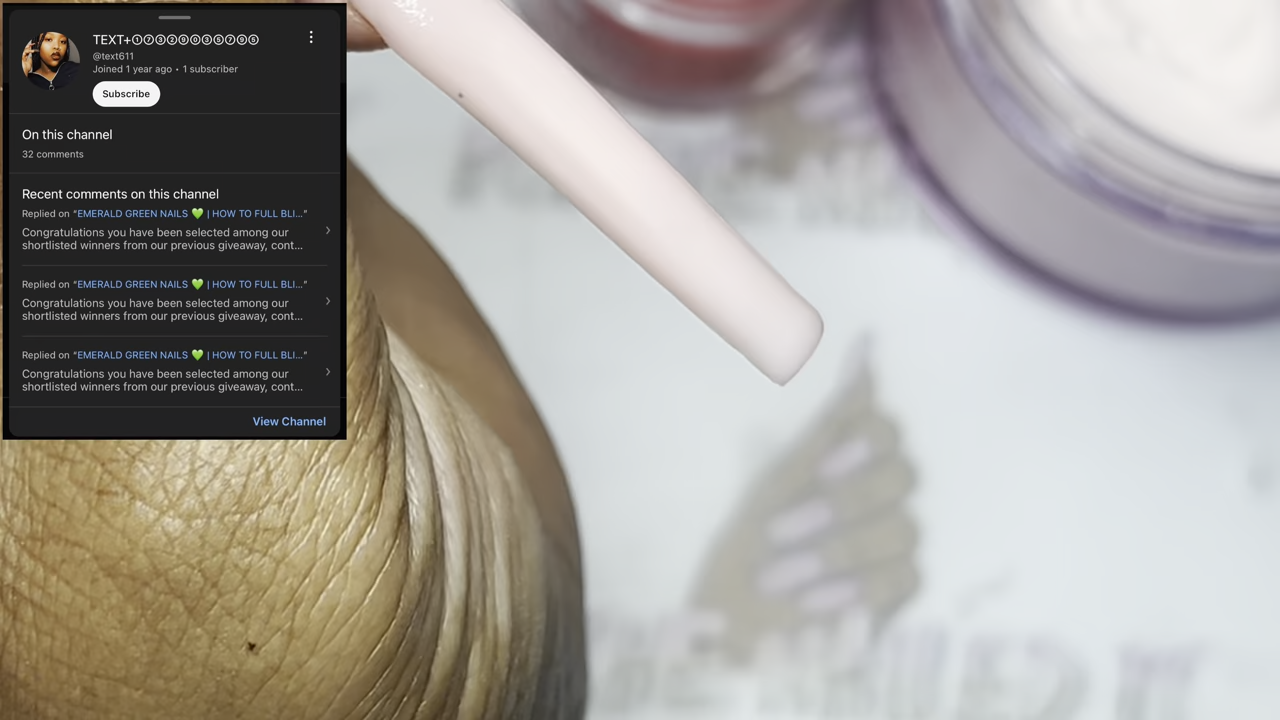 TEXT+①⑦③②⑨⓪③⑤⑦⑨⑤
@text611
Joined 1 year ago • 1 subscriber
Subscribe
On this channel
32 comments
Recent comments on this channel
Replied on “EMERALD GREEN NAILS 💚 | HOW TO FULL BLI...”
Congratulations you have been selected among our
shortlisted winners from our previous giveaway, cont...
Replied on “EMERALD GREEN NAILS 💚 | HOW TO FULL BLI...”
Congratulations you have been selected among our
shortlisted winners from our previous giveaway, cont...
Replied on “EMERALD GREEN NAILS 💚 | HOW TO FULL BLI...”
Congratulations you have been selected among our
shortlisted winners from our previous giveaway, cont...
View Channel